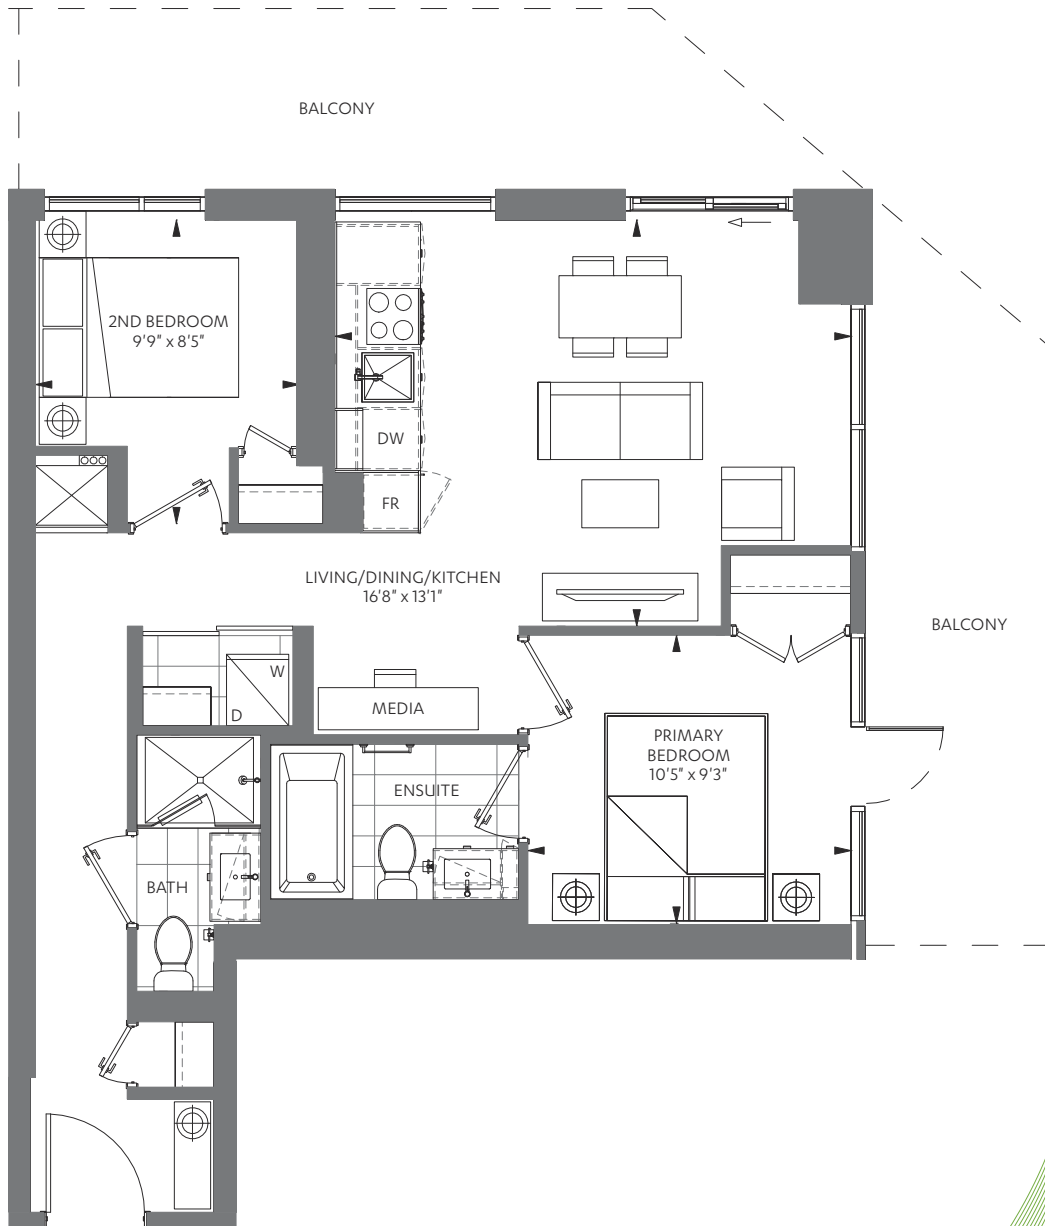 BALCONY
2ND BEDROOM
9'9" x 8'5"
DW
FR
LIVING/DINING/KITCHEN
16'8" x 13'1"
BALCONY
W
D
MEDIA
PRIMARY
BEDROOM
10'5" x 9'3"
ENSUITE
BATH